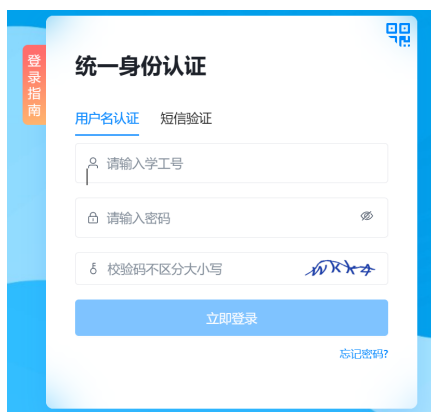 登录指南
统一身份认证
用户名认证 短信验证
请输入学工号
请输入密码
校验码不区分大小写 WKK4
立即登录
忘记密码?